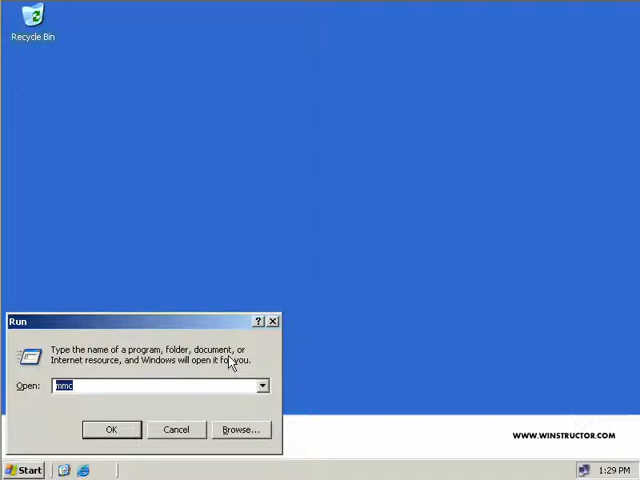 Recycle Bin
Run
Type the name of a program, folder, document, or
Internet resource, and Windows will open it for you.
Open:
mmc
OK
Cancel
Browse...
WWW.WINSTRUCTOR.COM
Start
1:29 PM